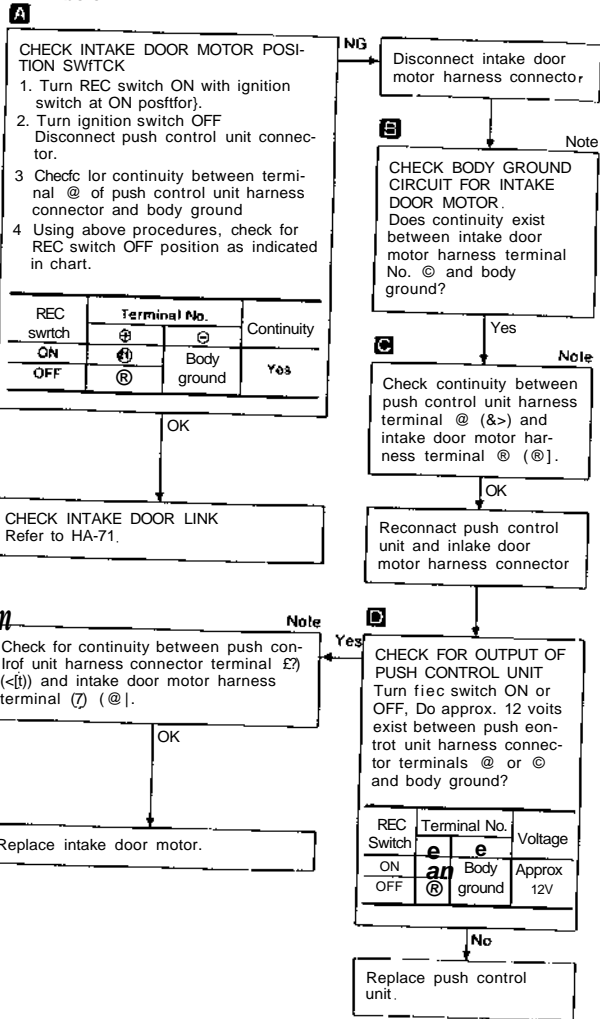 A
CHECK INTAKE DOOR MOTOR POSI-
TION SWfTCK
1. Turn REC switch ON with ignition
switch at ON posftfor}.
2. Turn ignition switch OFF
Disconnect push control unit connec-
tor.
3 Checfc lor continuity between termi-
nal @ of push control unit harness
connector and body ground
4 Using above procedures, check for
REC switch OFF position as indicated
in chart.
REC swrtch Terminal No. Continuity
⊕ ⊖
ON Body ground Yes
OFF ®
OK
CHECK INTAKE DOOR LINK
Refer to HA-71.
NG
Disconnect intake door
motor harness connector
B
Note
CHECK BODY GROUND
CIRCUIT FOR INTAKE
DOOR MOTOR.
Does continuity exist
between intake door
motor harness terminal
No. © and body
ground?
Yes
C
Note
Check continuity between
push control unit harness
terminal @ (&>) and
intake door motor har-
ness terminal ® (®].
OK
Reconnact push control
unit and inlake door
motor harness connector
D
CHECK FOR OUTPUT OF
PUSH CONTROL UNIT
Turn fiec switch ON or
OFF, Do approx. 12 voits
exist between push eon-
trot unit harness connec-
tor terminals @ or ©
and body ground?
REC Switch Terminal No. Voltage
e e
ON an Body ground Approx 12V
OFF ®
Yes
Note
Check for continuity between push con-
Irof unit harness connector terminal £?)
(<[t)) and intake door motor harness
terminal (7) (@|.
OK
Replace intake door motor.
No
Replace push control
unit.